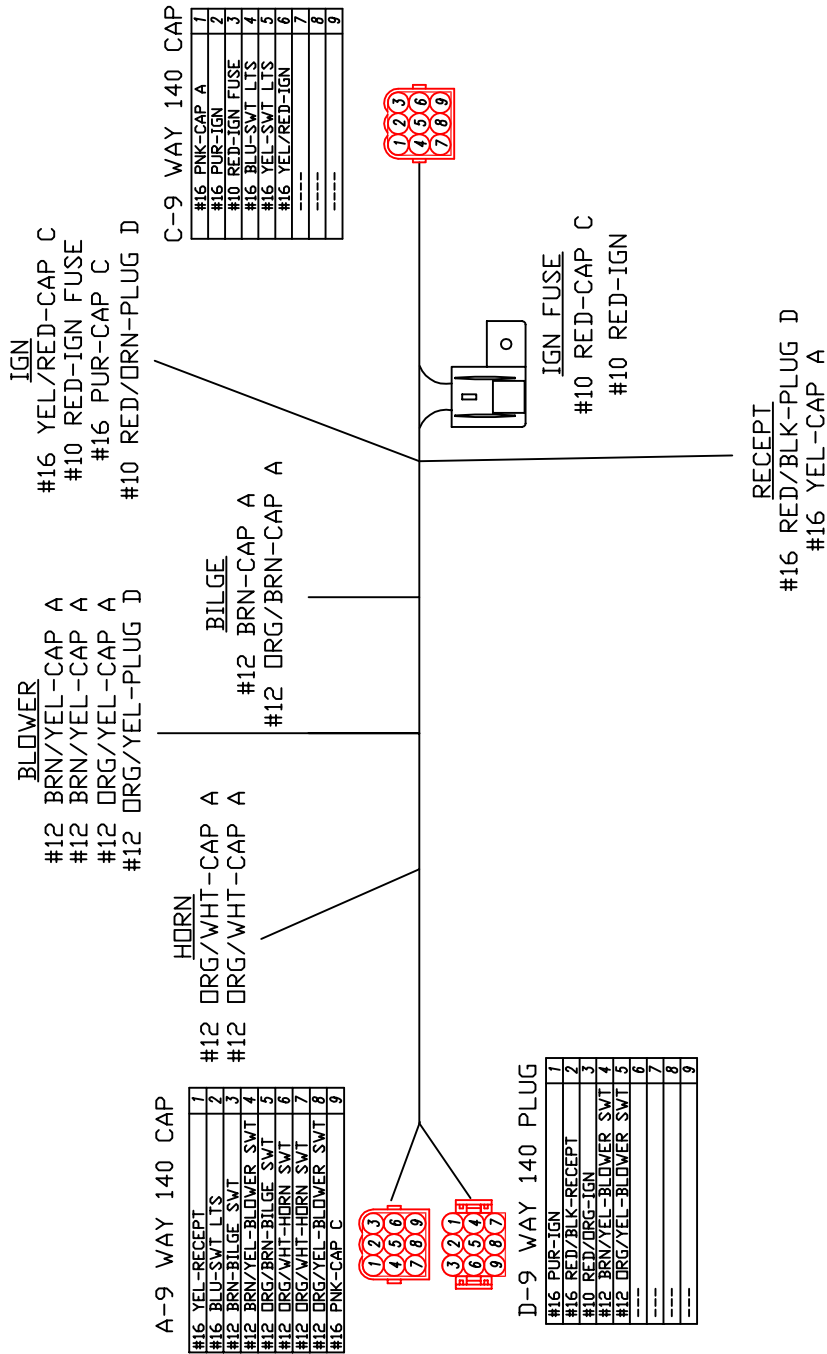 IGN
#16 YEL/RED-CAP C
#10 RED-IGN FUSE
#16 PUR-CAP C
#10 RED/ORN-PLUG D
BLOWER
#12 BRN/YEL-CAP A
#12 BRN/YEL-CAP A
#12 ORG/YEL-CAP A
#12 ORG/YEL-PLUG D
C-9 WAY 140 CAP
#16 PNK-CAP A 1
#16 PUR-IGN 2
#10 RED-IGN FUSE 3
#16 BLU-SWT LTS 4
#16 YEL-SWT LTS 5
#16 YEL/RED-IGN 6
---- 7
---- 8
---- 9
HORN
#12 ORG/WHT-CAP A
#12 ORG/WHT-CAP A
BILGE
#12 BRN-CAP A
#12 ORG/BRN-CAP A
A-9 WAY 140 CAP
#16 YEL-RECEPT 1
#16 BLU-SWT LTS 2
#12 BRN-BILGE SWT 3
#12 BRN/YEL-BLOWER SWT 4
#12 ORG/BRN-BILGE SWT 5
#12 ORG/WHT-HORN SWT 6
#12 ORG/WHT-HORN SWT 7
#12 ORG/YEL-BLOWER SWT 8
#16 PNK-CAP C 9
1 2 3
4 5 6
7 8 9
1 2 3
4 5 6
7 8 9
3 2 1
6 5 4
9 8 7
IGN FUSE
#10 RED-CAP C
#10 RED-IGN
D-9 WAY 140 PLUG
#16 PUR-IGN 1
#16 RED/BLK-RECEPT 2
#10 RED/ORG-IGN 3
#12 BRN/YEL-BLOWER SWT 4
#12 ORG/YEL-BLOWER SWT 5
--- 6
--- 7
--- 8
--- 9
RECEPT
#16 RED/BLK-PLUG D
#16 YEL-CAP A